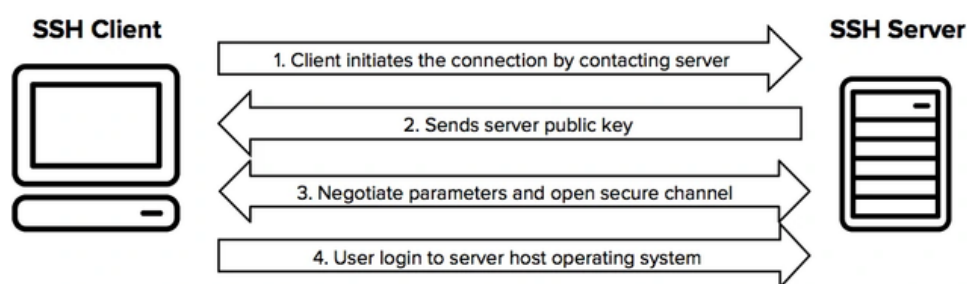 SSH Client
SSH Server
1. Client initiates the connection by contacting server
2. Sends server public key
3. Negotiate parameters and open secure channel
4. User login to server host operating system